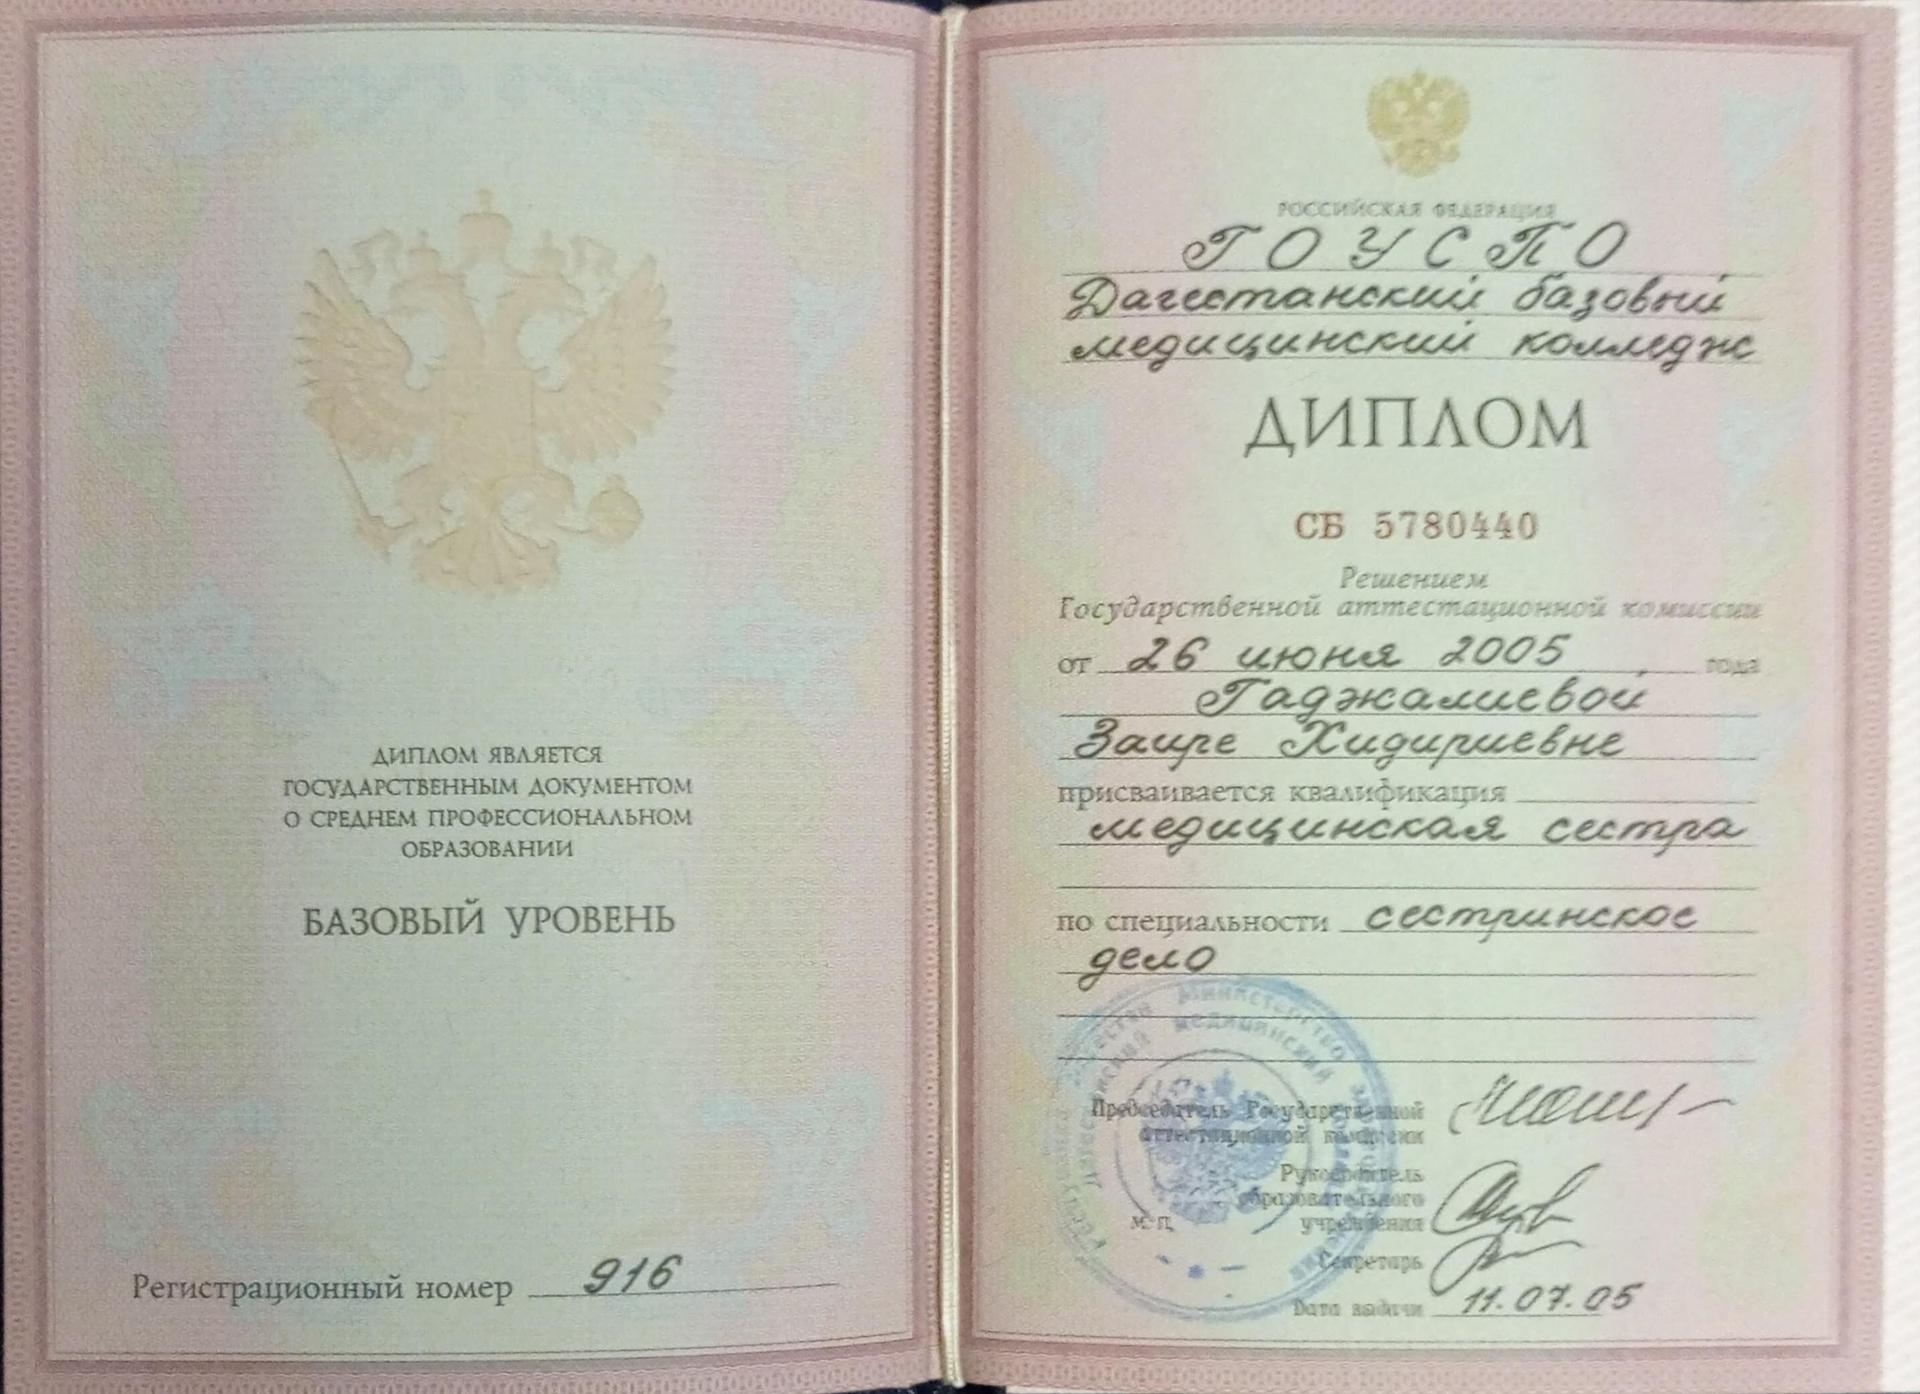 ДИПЛОМ ЯВЛЯЕТСЯ
ГОСУДАРСТВЕННЫМ ДОКУМЕНТОМ
О СРЕДНЕМ ПРОФЕССИОНАЛЬНОМ
ОБРАЗОВАНИИ
БАЗОВЫЙ УРОВЕНЬ
Регистрационный номер 916
РОССИЙСКАЯ ФЕДЕРАЦИЯ
ГОУСПО
Дагестанский базовый
медицинский колледж
ДИПЛОМ
СБ 5780440
Решением
Государственной аттестационной комиссии
от 26 июня 2005 года
Гаджалиевой
Заире Хидириевне
присваивается квалификация
медицинская сестра
по специальности сестринское
дело
Председатель Государственной
аттестационной комиссии
Руководитель
образовательного
учреждения
М. П.
Секретарь
Дата выдачи 11.07.05
Министерство
медицинский